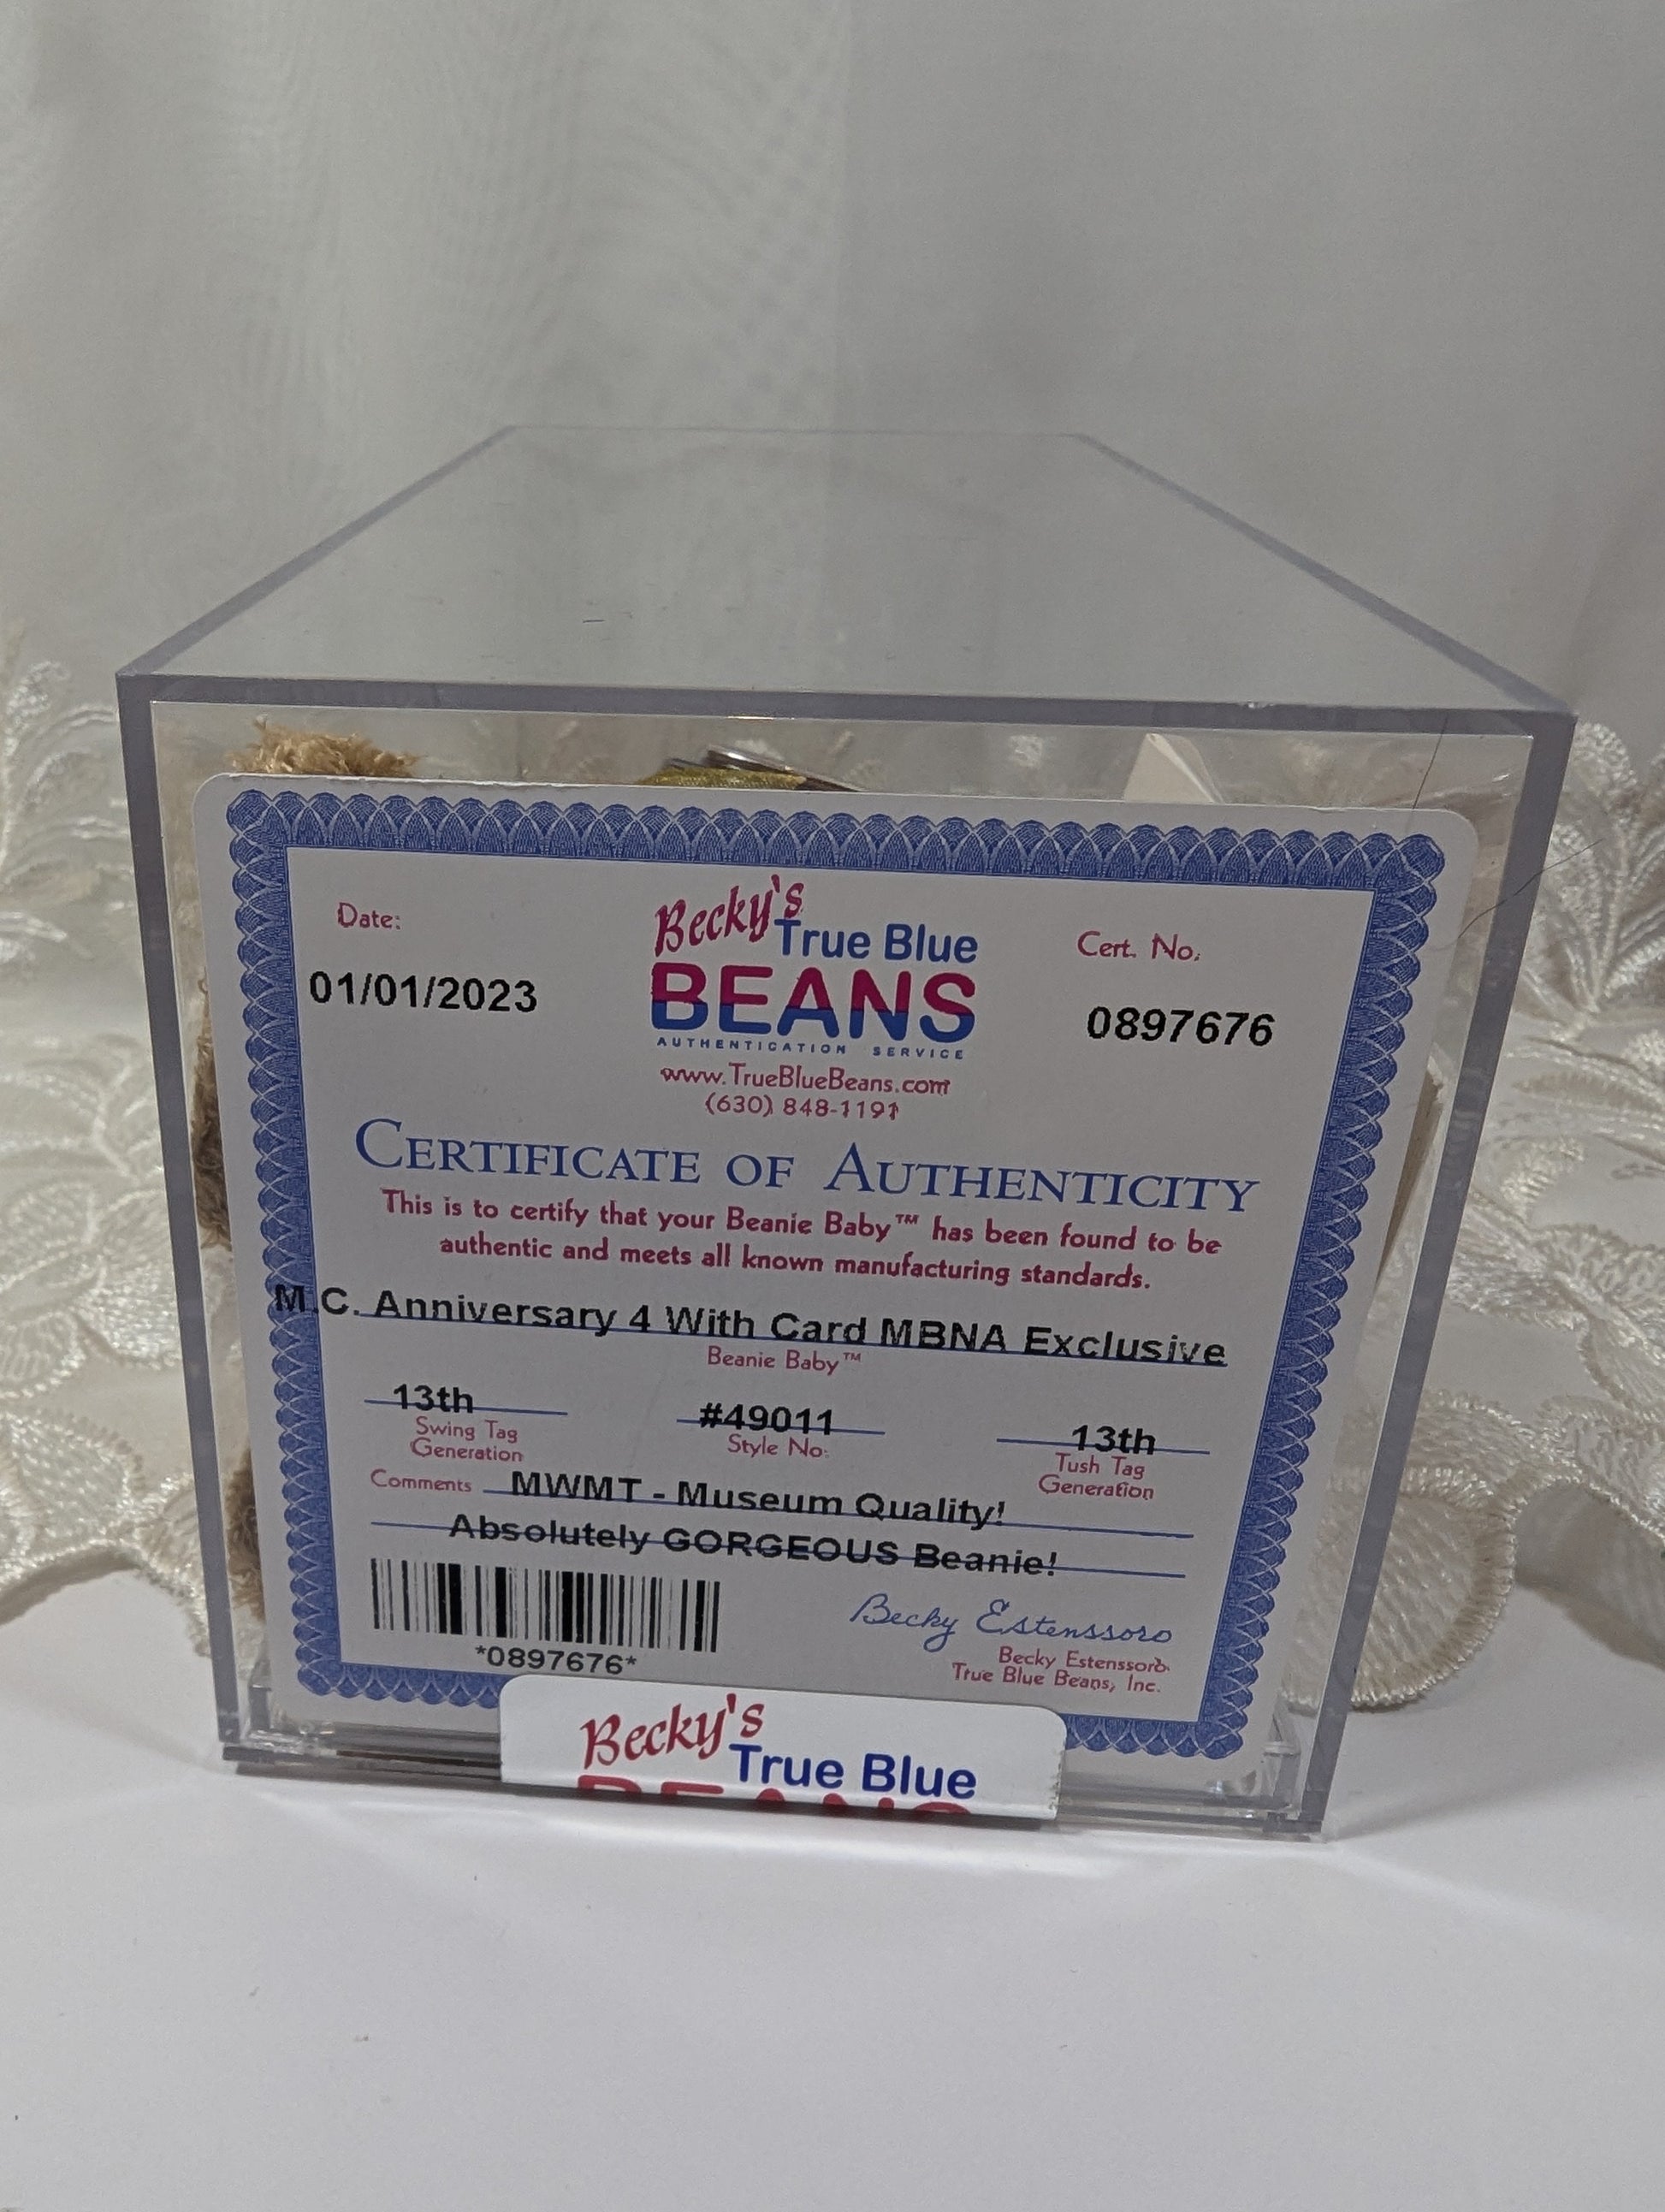 Date:
01/01/2023
Becky's
True Blue
BEANS
AUTHENTICATION SERVICE
www.TrueBlueBeans.com
(630) 848-1191
Cert. No.
0897676
CERTIFICATE OF AUTHENTICITY
This is to certify that your Beanie Baby™ has been found to be
authentic and meets all known manufacturing standards.
M.C. Anniversary 4 With Card MBNA Exclusive
Beanie Baby™
13th
Swing Tag
Generation
#49011
Style No.
13th
Tush Tag
Generation
Comments MWMT - Museum Quality!
Absolutely GORGEOUS Beanie!
*0897676*
Becky Estenssoro
Becky Estenssoro
True Blue Beans, Inc.
Becky's
True Blue
BEANS